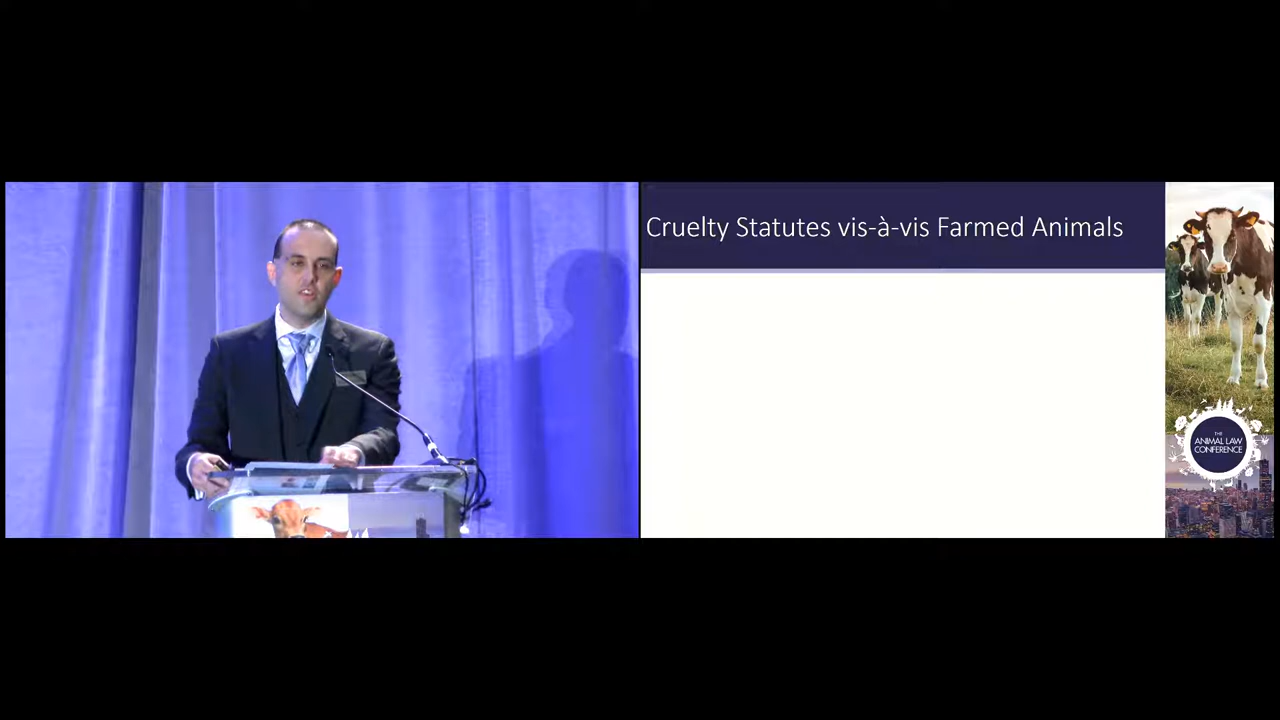 Cruelty Statutes vis-à-vis Farmed Animals
THE
ANIMAL LAW
CONFERENCE